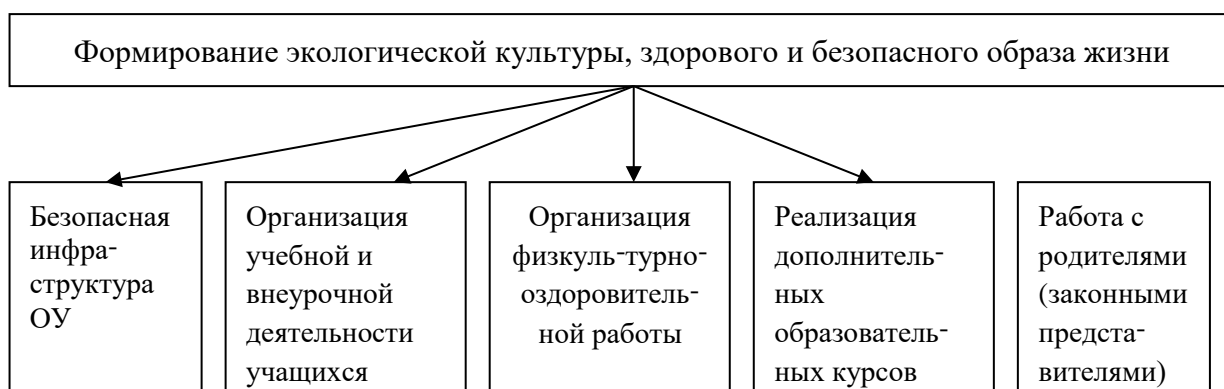 Формирование экологической культуры, здорового и безопасного образа жизни
Безопасная
инфра-
структура
ОУ
Организация
учебной и
внеурочной
деятельности
учащихся
Организация
физкуль-турно-
оздоровитель-
ной работы
Реализация
дополнитель-
ных
образователь-
ных курсов
Работа с
родителями
(законными
предста-
вителями)